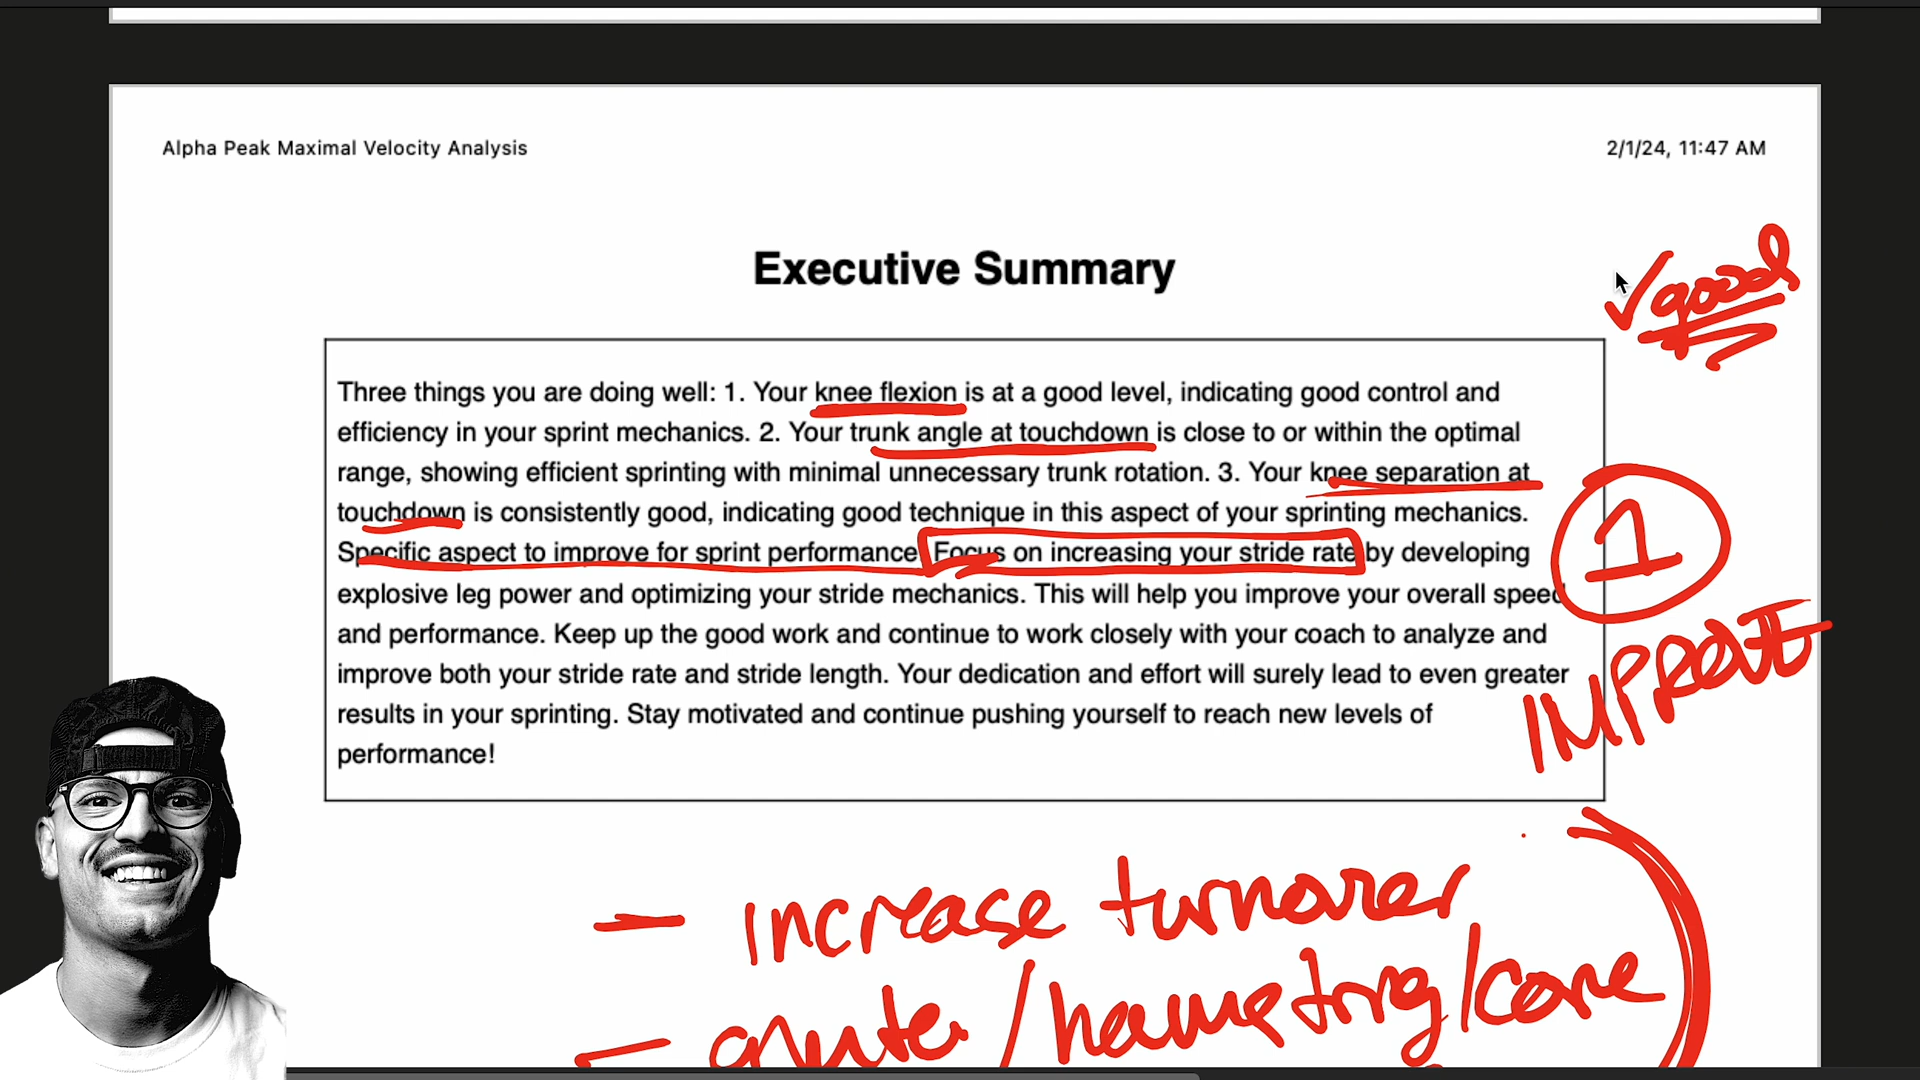 Alpha Peak Maximal Velocity Analysis
2/1/24, 11:47 AM
Executive Summary
good
Three things you are doing well: 1. Your knee flexion is at a good level, indicating good control and
efficiency in your sprint mechanics. 2. Your trunk angle at touchdown is close to or within the optimal
range, showing efficient sprinting with minimal unnecessary trunk rotation. 3. Your knee separation at
touchdown is consistently good, indicating good technique in this aspect of your sprinting mechanics.
Specific aspect to improve for sprint performance: Focus on increasing your stride rate by developing
explosive leg power and optimizing your stride mechanics. This will help you improve your overall speed
and performance. Keep up the good work and continue to work closely with your coach to analyze and
improve both your stride rate and stride length. Your dedication and effort will surely lead to even greater
results in your sprinting. Stay motivated and continue pushing yourself to reach new levels of
performance!
1
IMPROVE
- increase turnover
- glute / hamstring / core